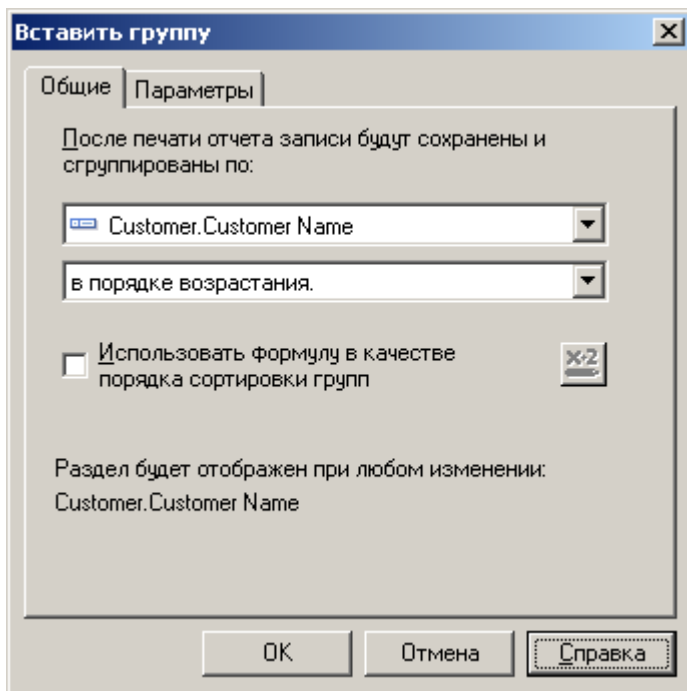 Вставить группу
Общие
Параметры
После печати отчета записи будут сохранены и
сгруппированы по:
Customer.Customer Name
в порядке возрастания.
Использовать формулу в качестве
порядка сортировки групп
X+2
Раздел будет отображен при любом изменении:
Customer.Customer Name
OK
Отмена
Справка